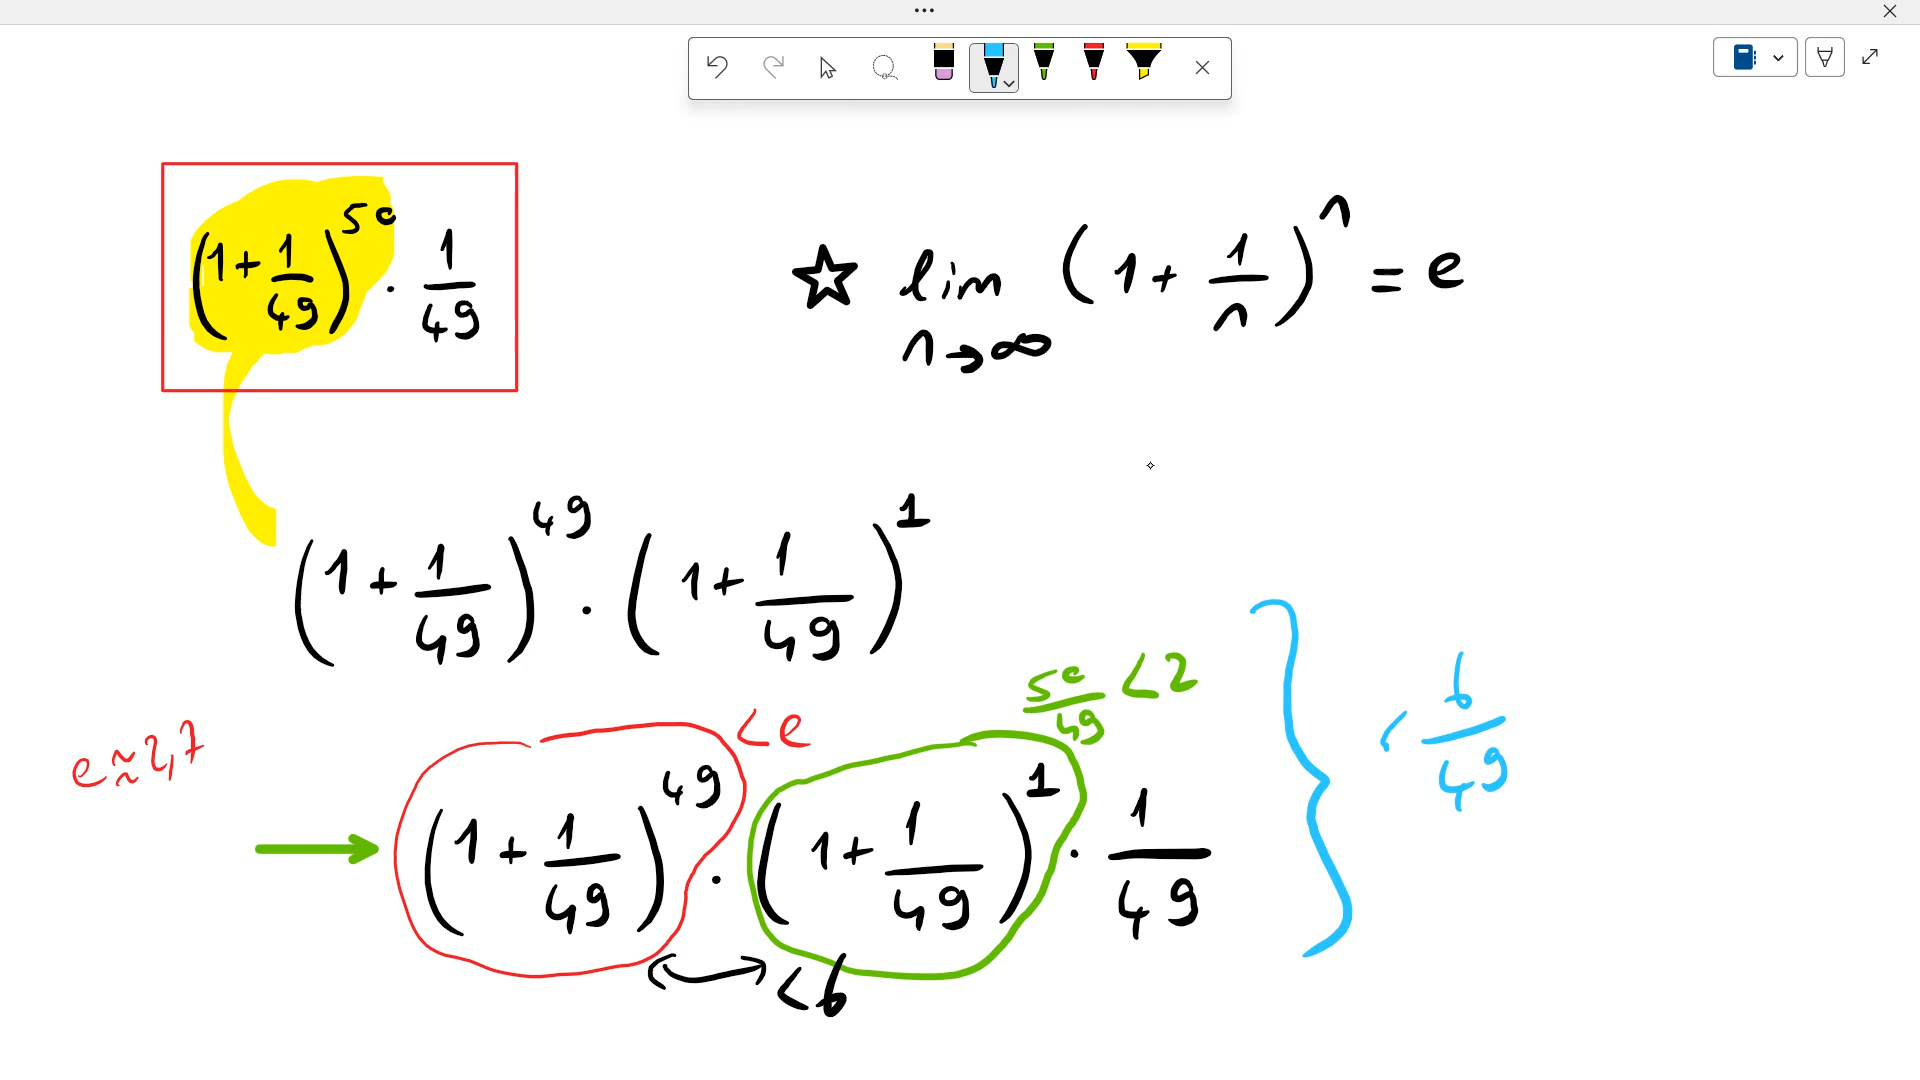 (1 + 1/49)^50 · 1/49
☆ lim n→∞ (1 + 1/n)^n = e
(1 + 1/49)^49 · (1 + 1/49)^1
e ≈ 2,7
< e
50/49 < 2
(1 + 1/49)^49 · (1 + 1/49)^1 · 1/49
< 6/49
< 6